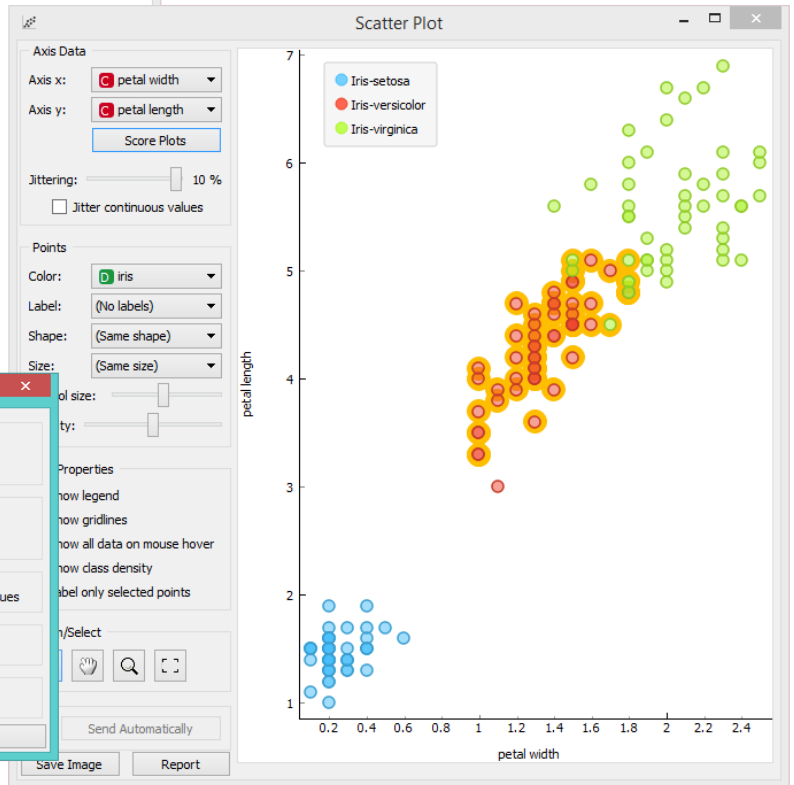 Scatter Plot
Axis Data
Axis x: C petal width
Axis y: C petal length
Score Plots
Jittering: 10 %
Jitter continuous values
Points
Color: D iris
Label: (No labels)
Shape: (Same shape)
Size: (Same size)
ol size:
ty:
Properties
how legend
how gridlines
how all data on mouse hover
how class density
abel only selected points
/Select
Send Automatically
Save Image Report
ues
Iris-setosa
Iris-versicolor
Iris-virginica
petal length
7
6
5
4
3
2
1
0.2 0.4 0.6 0.8 1 1.2 1.4 1.6 1.8 2 2.2 2.4
petal width